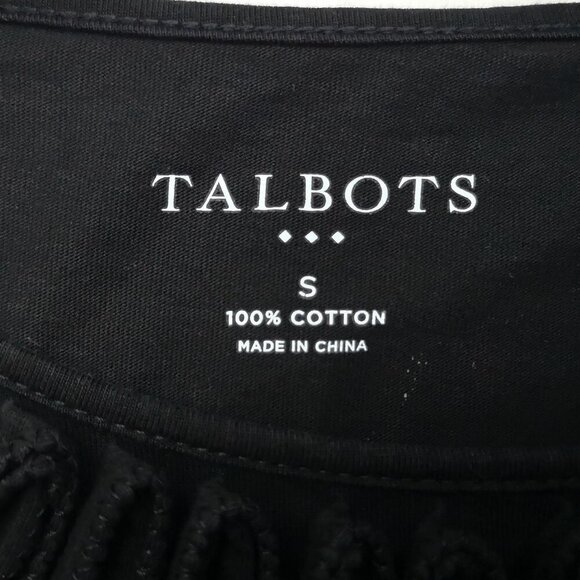 TALBOTS
S
100% COTTON
MADE IN CHINA